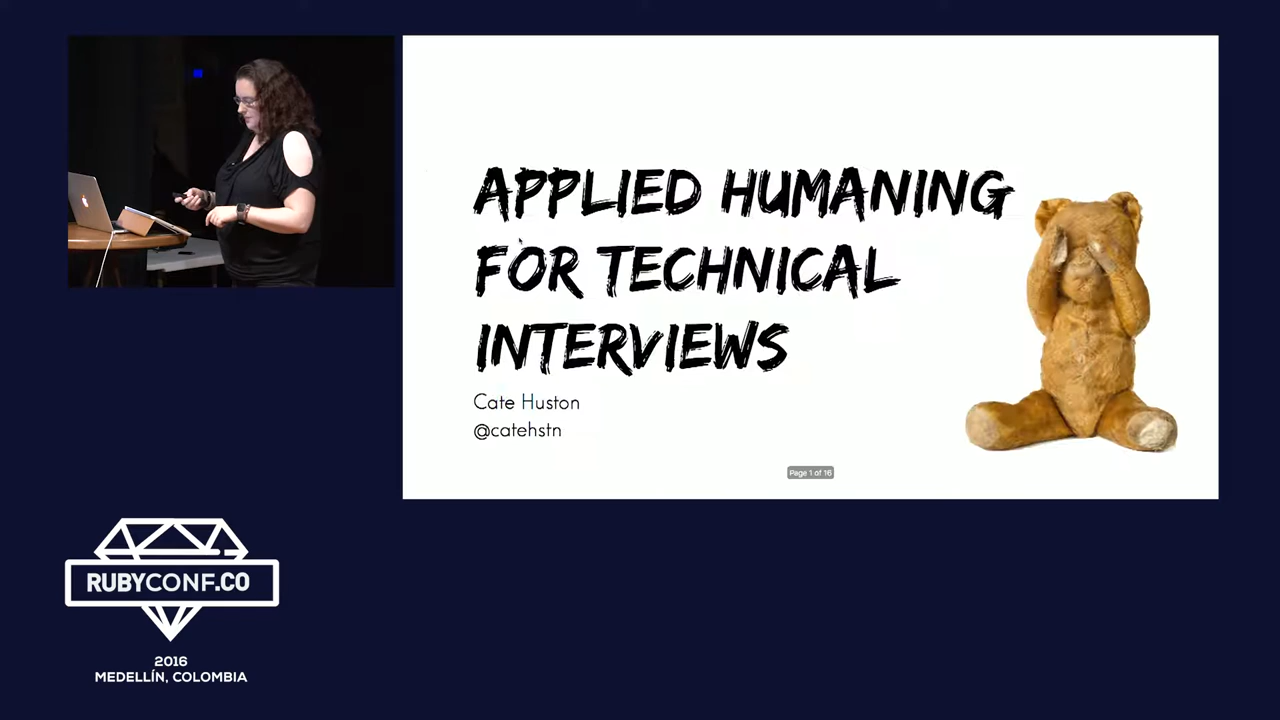 APPLIED HUMANING
FOR TECHNICAL
INTERVIEWS
Cate Huston
@catehstn
Page 1 of 16
RUBYCONF.CO
2016
MEDELLÍN, COLOMBIA